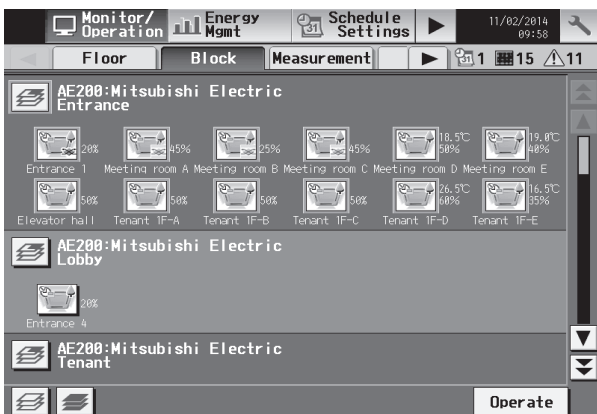 Monitor/ Operation Energy Mgmt 31 Schedule Settings 11/02/2014 09:58
Floor Block Measurement 31 1 15 11
AE200:Mitsubishi Electric
Entrance
20% 45% 25% 45% 18.5℃ 50% 19.0℃ 40%
Entrance 1 Meeting room A Meeting room B Meeting room C Meeting room D Meeting room E
50% 50% 50% 50% 26.5℃ 60% 16.5℃ 35%
Elevator hall Tenant 1F-A Tenant 1F-B Tenant 1F-C Tenant 1F-D Tenant 1F-E
AE200:Mitsubishi Electric
Lobby
20%
Entrance 4
AE200:Mitsubishi Electric
Tenant
Operate